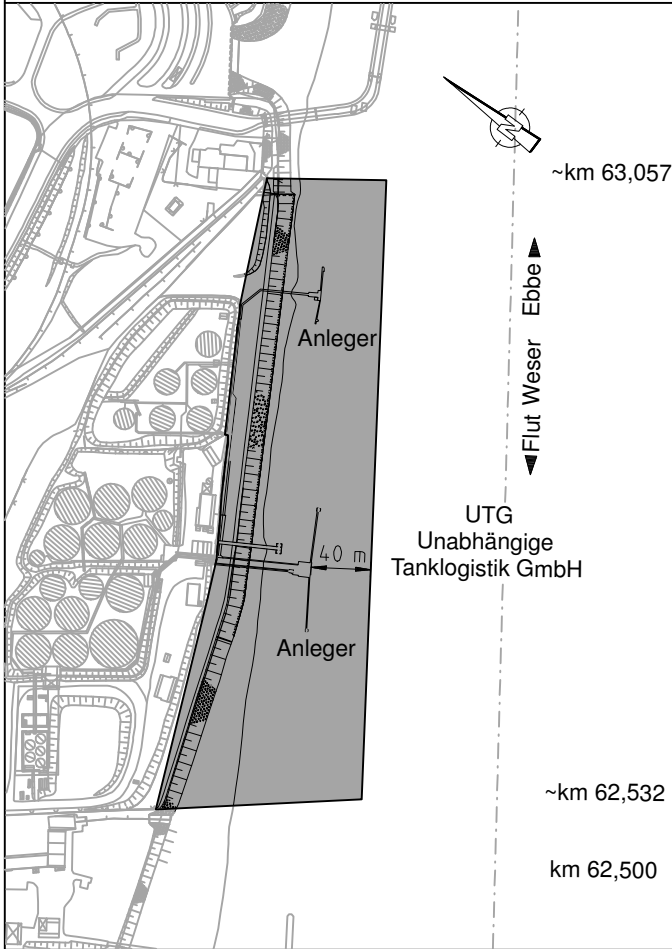 ~km 63,057
Flut Weser Ebbe
Anleger
UTG
Unabhängige
Tanklogistik GmbH
40 m
Anleger
~km 62,532
km 62,500
N